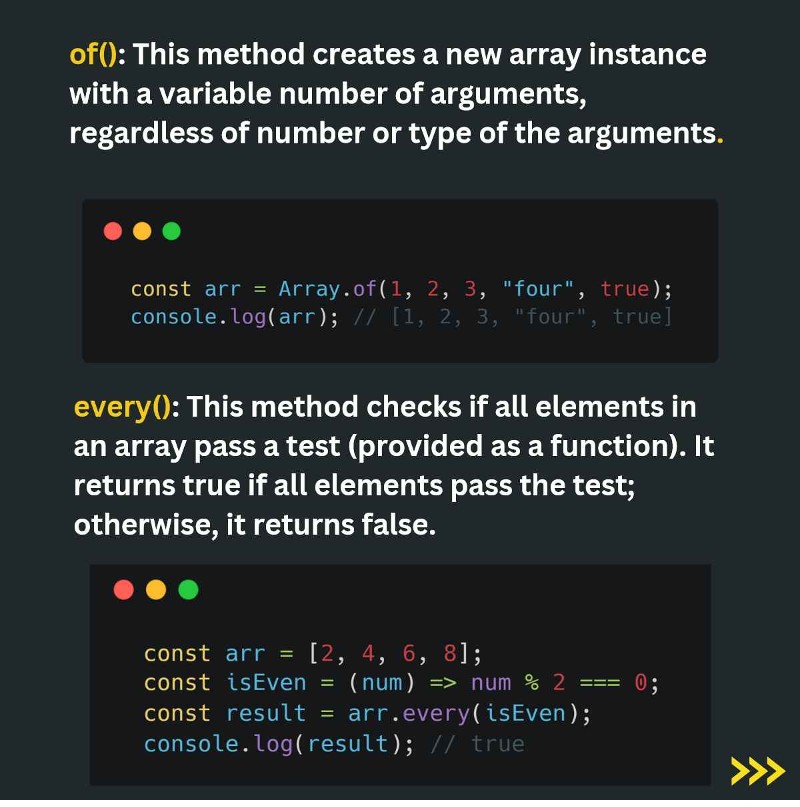 of(): This method creates a new array instance
with a variable number of arguments,
regardless of number or type of the arguments.
const arr = Array.of(1, 2, 3, "four", true);
console.log(arr); // [1, 2, 3, "four", true]
every(): This method checks if all elements in
an array pass a test (provided as a function). It
returns true if all elements pass the test;
otherwise, it returns false.
const arr = [2, 4, 6, 8];
const isEven = (num) => num % 2 === 0;
const result = arr.every(isEven);
console.log(result); // true